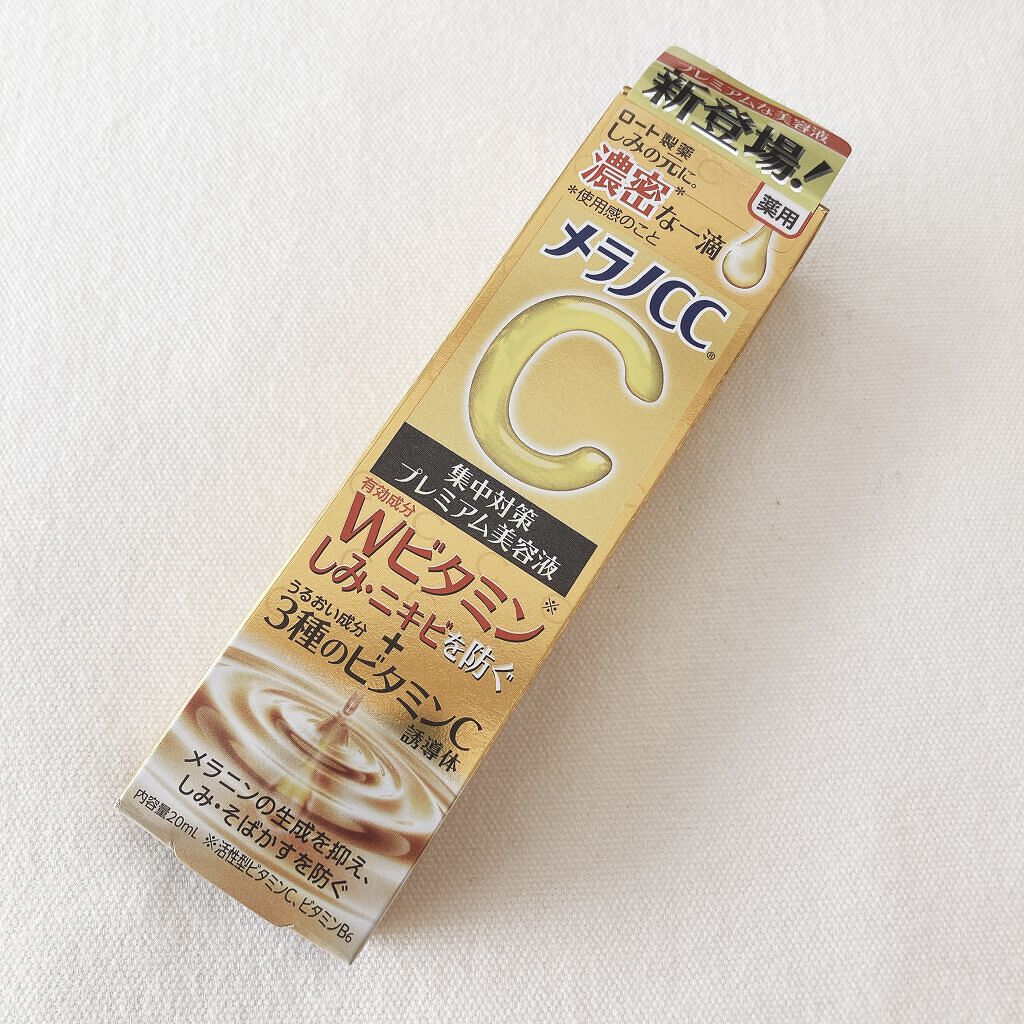 プレミアムな美容液
新登場!
ロート製薬
しみの元に。
濃密*な一滴
*使用感のこと
薬用
メラノCC®
C
集中対策
プレミアム美容液
有効成分
Wビタミン※
しみ・ニキビを防ぐ
+
うるおい成分
3種のビタミンC
誘導体
メラニンの生成を抑え、
しみ・そばかすを防ぐ
内容量20mL ※活性型ビタミンC、ビタミンB6